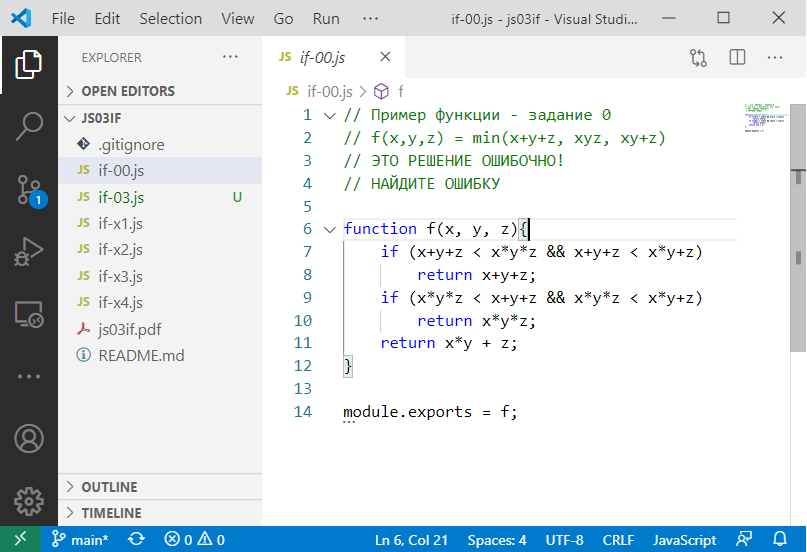 File Edit Selection View Go Run ··· if-00.js - js03if - Visual Studi...
EXPLORER ···
OPEN EDITORS
JS03IF
.gitignore
JS if-00.js
JS if-03.js U
JS if-x1.js
JS if-x2.js
JS if-x3.js
JS if-x4.js
js03if.pdf
README.md
OUTLINE
TIMELINE
1
JS if-00.js
JS if-00.js > f
1 // Пример функции - задание 0
2 // f(x,y,z) = min(x+y+z, xyz, xy+z)
3 // ЭТО РЕШЕНИЕ ОШИБОЧНО!
4 // НАЙДИТЕ ОШИБКУ
5
6 function f(x, y, z){
7 if (x+y+z < x*y*z && x+y+z < x*y+z)
8 return x+y+z;
9 if (x*y*z < x+y+z && x*y*z < x*y+z)
10 return x*y*z;
11 return x*y + z;
12 }
13
14 module.exports = f;
main* 0 0 Ln 6, Col 21 Spaces: 4 UTF-8 CRLF JavaScript